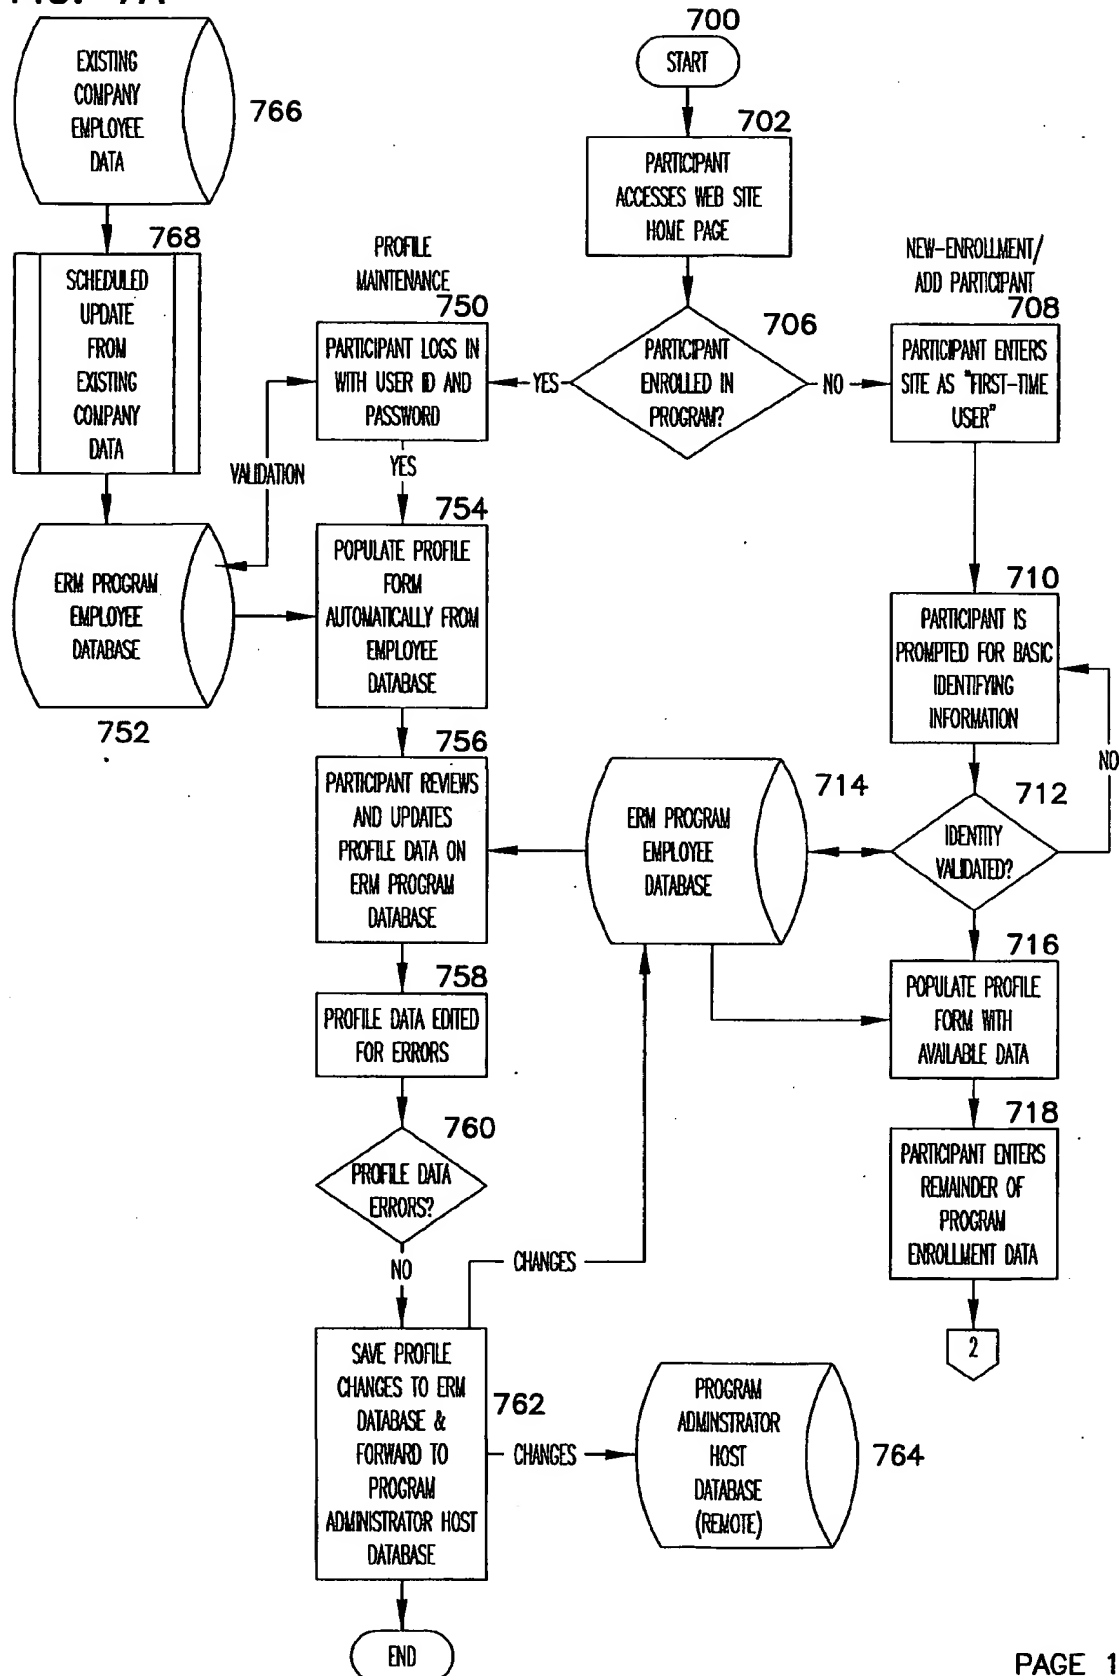 FIG. 7A
700
START
702
PARTICIPANT
ACCESSES WEB SITE
HOME PAGE
706
PARTICIPANT
ENROLLED IN
PROGRAM?
YES
NO
EXISTING
COMPANY
EMPLOYEE
DATA
766
768
SCHEDULED
UPDATE
FROM
EXISTING
COMPANY
DATA
ERM PROGRAM
EMPLOYEE
DATABASE
752
VALIDATION
PROFILE
MAINTENANCE
750
PARTICIPANT LOGS IN
WITH USER ID AND
PASSWORD
YES
754
POPULATE PROFILE
FORM
AUTOMATICALLY FROM
EMPLOYEE
DATABASE
756
PARTICIPANT REVIEWS
AND UPDATES
PROFILE DATA ON
ERM PROGRAM
DATABASE
758
PROFILE DATA EDITED
FOR ERRORS
760
PROFILE DATA
ERRORS?
NO
SAVE PROFILE
CHANGES TO ERM
DATABASE &
FORWARD TO
PROGRAM
ADMINISTRATOR HOST
DATABASE
762
CHANGES
CHANGES
PROGRAM
ADMINSTRATOR
HOST
DATABASE
(REMOTE)
764
END
NEW-ENROLLMENT/
ADD PARTICIPANT
708
PARTICIPANT ENTERS
SITE AS "FIRST-TIME
USER"
710
PARTICIPANT IS
PROMPTED FOR BASIC
IDENTIFYING
INFORMATION
NO
712
IDENTITY
VALIDATED?
714
ERM PROGRAM
EMPLOYEE
DATABASE
716
POPULATE PROFILE
FORM WITH
AVAILABLE DATA
718
PARTICIPANT ENTERS
REMAINDER OF
PROGRAM
ENROLLMENT DATA
2
PAGE 1